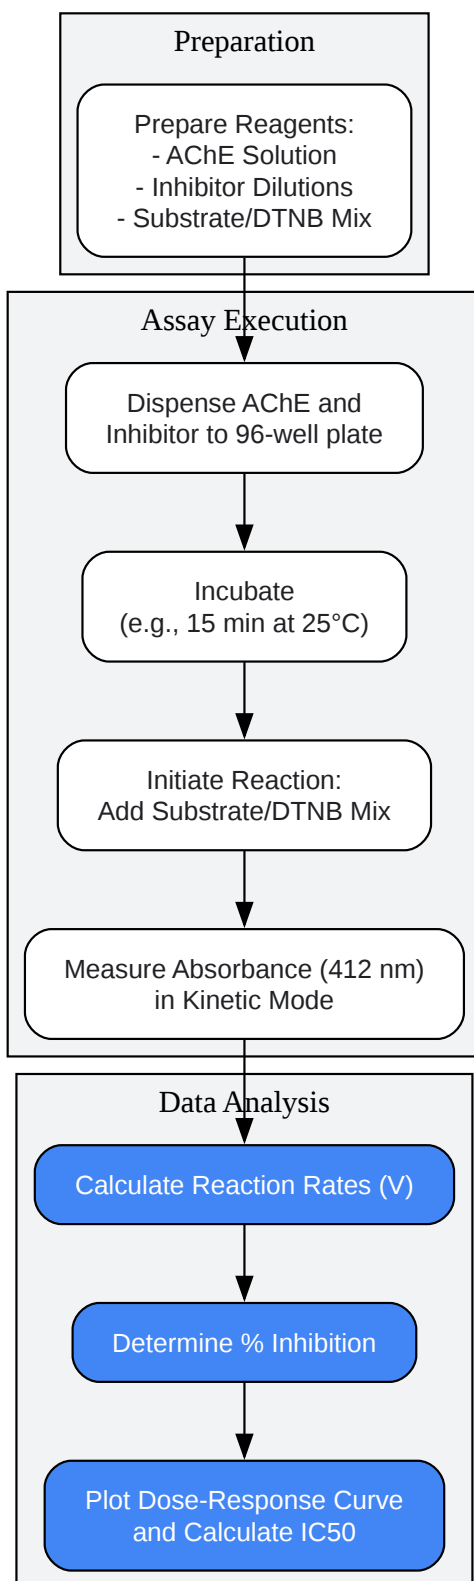 Preparation
Prepare Reagents:
- AChE Solution
- Inhibitor Dilutions
- Substrate/DTNB Mix
Assay Execution
Dispense AChE and
Inhibitor to 96-well plate
Incubate
(e.g., 15 min at 25°C)
Initiate Reaction:
Add Substrate/DTNB Mix
Measure Absorbance (412 nm)
in Kinetic Mode
Data Analysis
Calculate Reaction Rates (V)
Determine % Inhibition
Plot Dose-Response Curve
and Calculate IC50